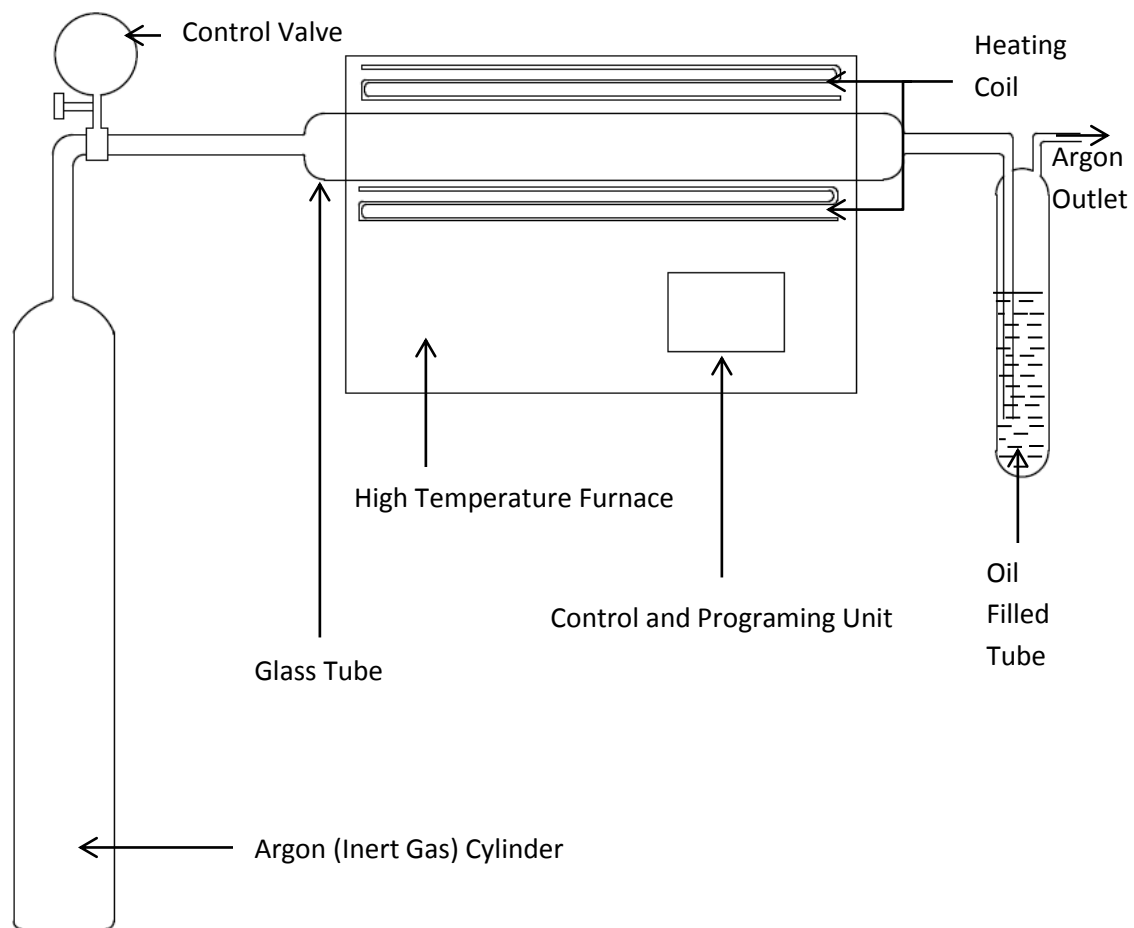 Control Valve
Heating
Coil
Argon
Outlet
High Temperature Furnace
Control and Programing Unit
Oil
Filled
Tube
Glass Tube
Argon (Inert Gas) Cylinder